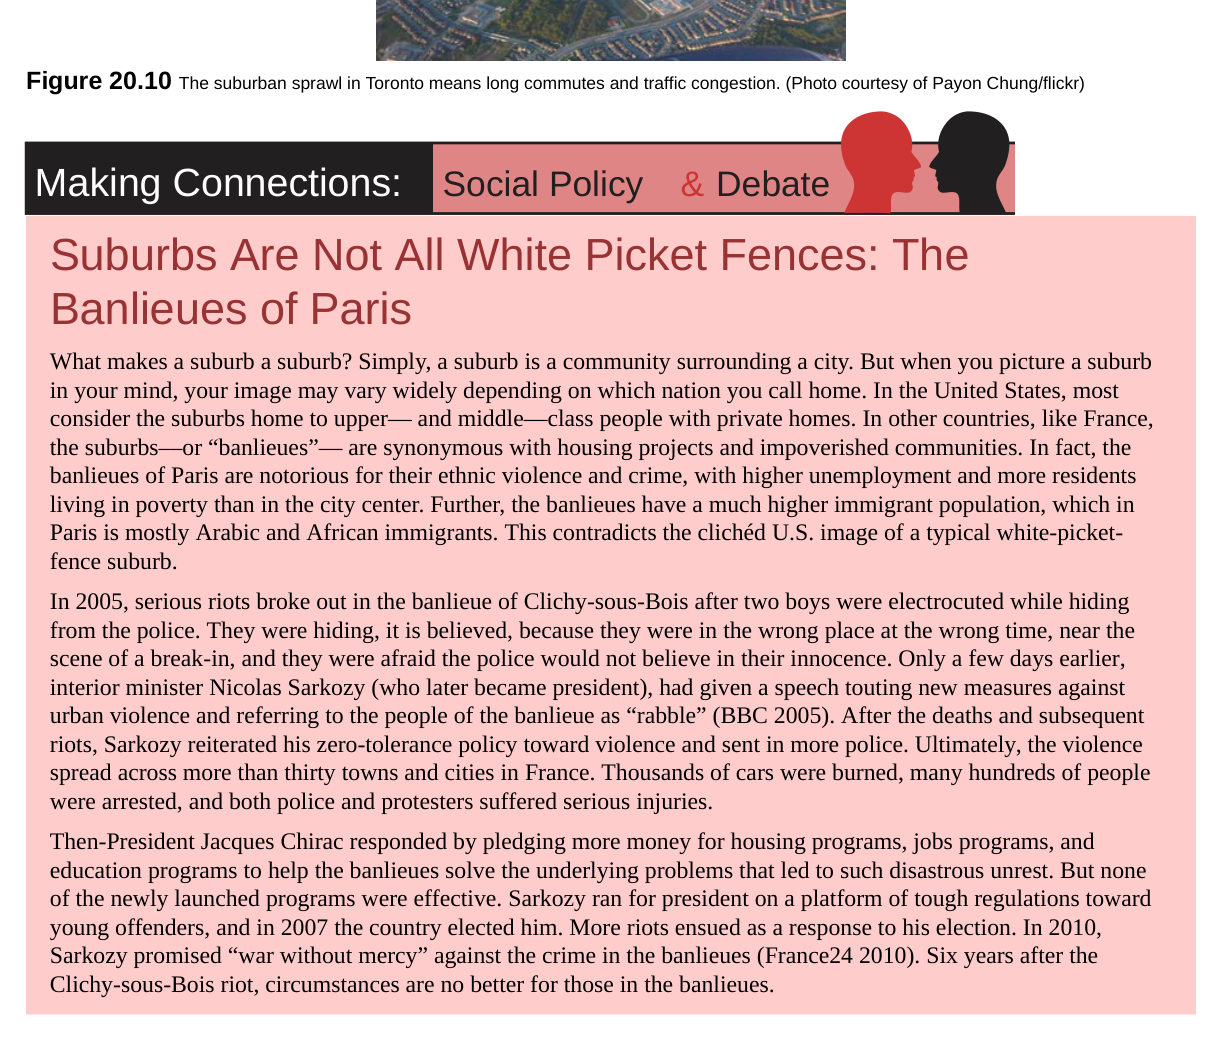 Figure 20.10 The suburban sprawl in Toronto means long commutes and traffic congestion. (Photo courtesy of Payon Chung/flickr)
Making Connections: Social Policy & Debate
Suburbs Are Not All White Picket Fences: The
Banlieues of Paris
What makes a suburb a suburb? Simply, a suburb is a community surrounding a city. But when you picture a suburb
in your mind, your image may vary widely depending on which nation you call home. In the United States, most
consider the suburbs home to upper— and middle—class people with private homes. In other countries, like France,
the suburbs—or “banlieues”— are synonymous with housing projects and impoverished communities. In fact, the
banlieues of Paris are notorious for their ethnic violence and crime, with higher unemployment and more residents
living in poverty than in the city center. Further, the banlieues have a much higher immigrant population, which in
Paris is mostly Arabic and African immigrants. This contradicts the clichéd U.S. image of a typical white-picket-
fence suburb.
In 2005, serious riots broke out in the banlieue of Clichy-sous-Bois after two boys were electrocuted while hiding
from the police. They were hiding, it is believed, because they were in the wrong place at the wrong time, near the
scene of a break-in, and they were afraid the police would not believe in their innocence. Only a few days earlier,
interior minister Nicolas Sarkozy (who later became president), had given a speech touting new measures against
urban violence and referring to the people of the banlieue as “rabble” (BBC 2005). After the deaths and subsequent
riots, Sarkozy reiterated his zero-tolerance policy toward violence and sent in more police. Ultimately, the violence
spread across more than thirty towns and cities in France. Thousands of cars were burned, many hundreds of people
were arrested, and both police and protesters suffered serious injuries.
Then-President Jacques Chirac responded by pledging more money for housing programs, jobs programs, and
education programs to help the banlieues solve the underlying problems that led to such disastrous unrest. But none
of the newly launched programs were effective. Sarkozy ran for president on a platform of tough regulations toward
young offenders, and in 2007 the country elected him. More riots ensued as a response to his election. In 2010,
Sarkozy promised “war without mercy” against the crime in the banlieues (France24 2010). Six years after the
Clichy-sous-Bois riot, circumstances are no better for those in the banlieues.